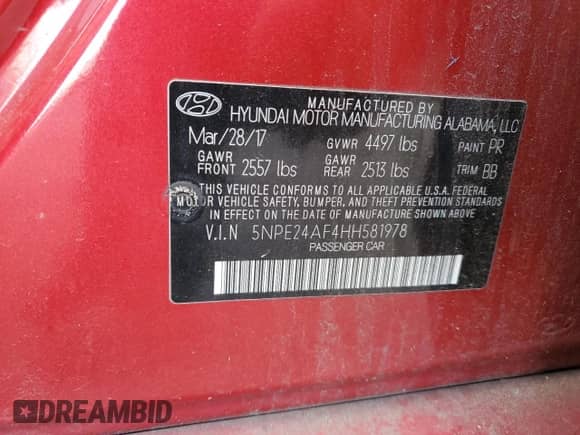 MANUFACTURED BY
HYUNDAI MOTOR MANUFACTURING ALABAMA, LLC
Mar/28/17 GVWR 4497 lbs PAINT PR
GAWR FRONT 2557 lbs GAWR REAR 2513 lbs TRIM BB
THIS VEHICLE CONFORMS TO ALL APPLICABLE U.S.A. FEDERAL
MOTOR VEHICLE SAFETY, BUMPER, AND THEFT PREVENTION STANDARDS
IN EFFECT ON THE DATE OF MANUFACTURE SHOWN ABOVE
V.I.N 5NPE24AF4HH581978
PASSENGER CAR
DREAMBID